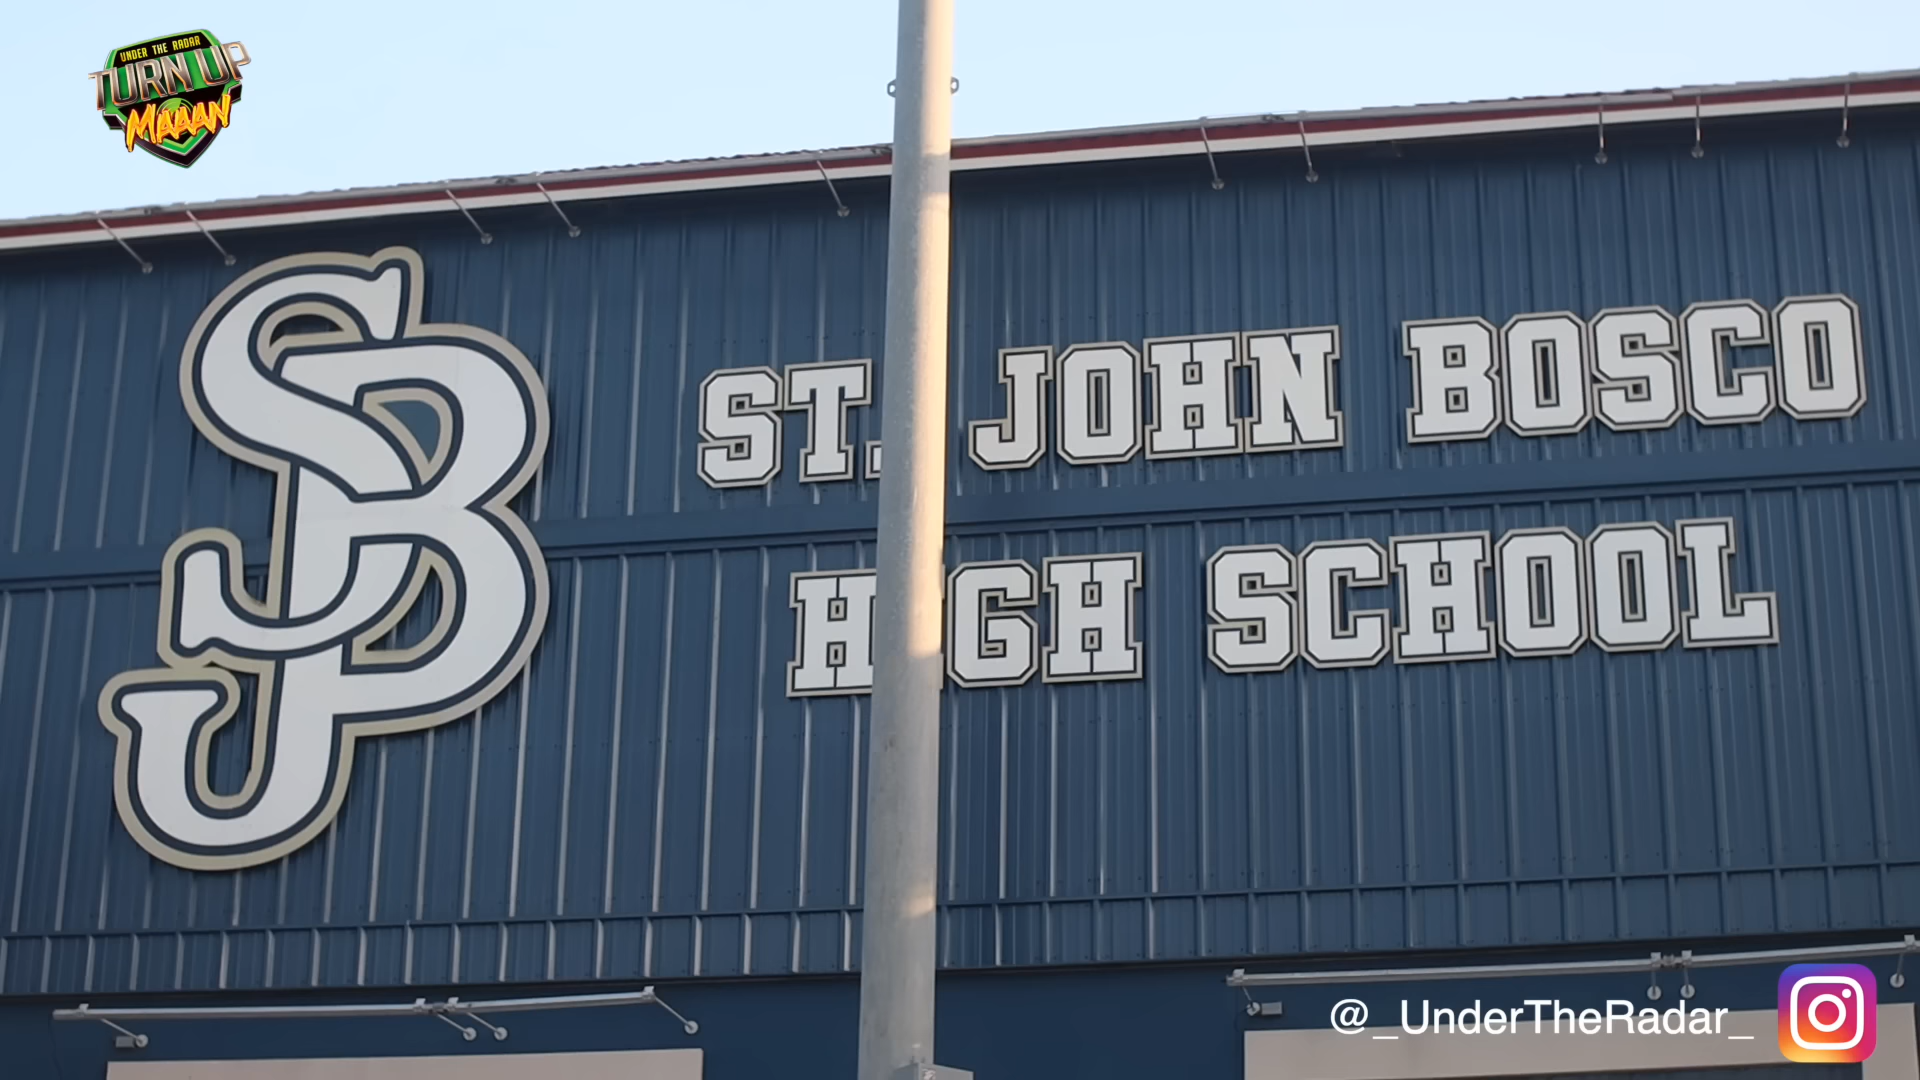 UNDER THE RADAR
TURN UP
MAAAN
SJB
ST. JOHN BOSCO
HIGH SCHOOL
@_UnderTheRadar_